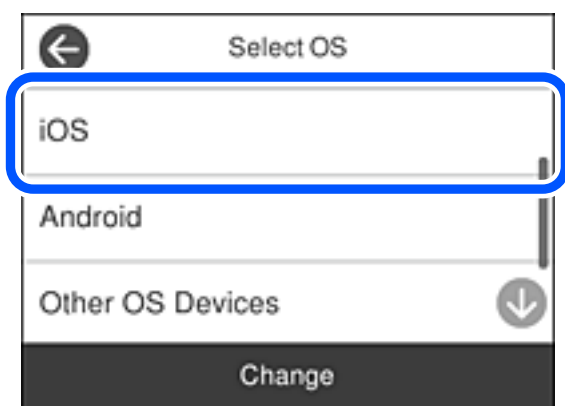 Select OS
iOS
Android
Other OS Devices
Change